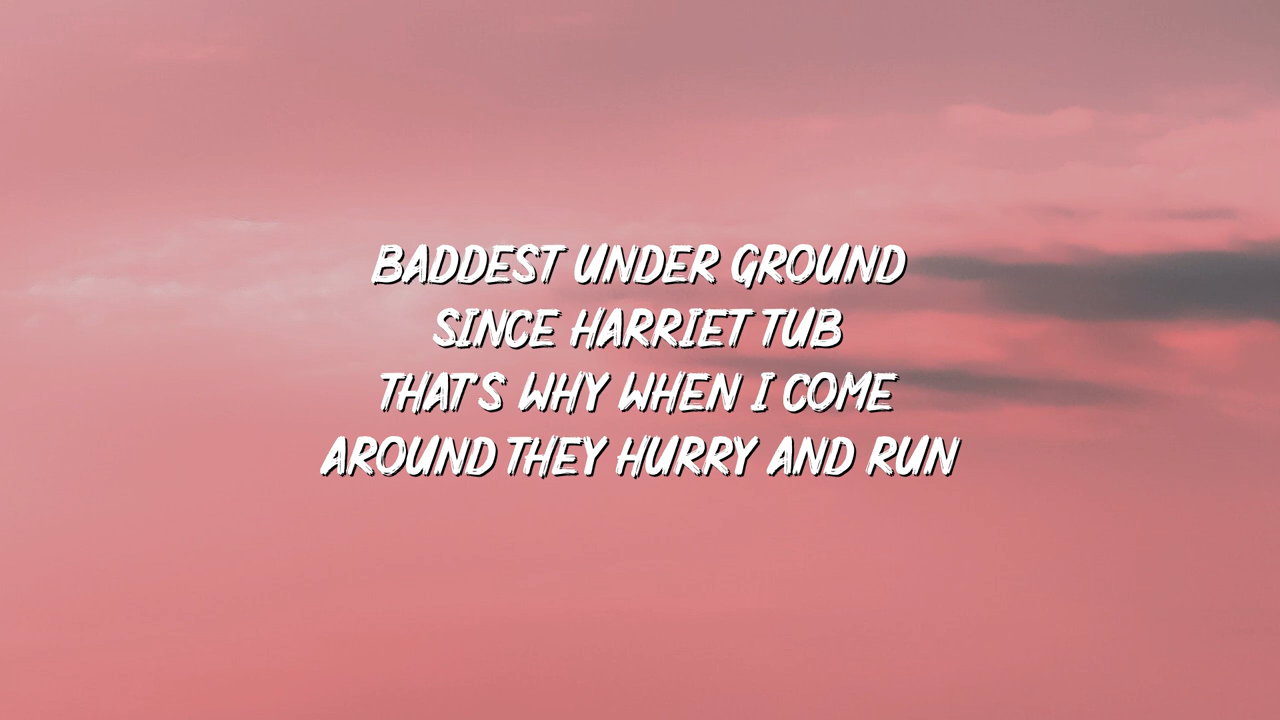 BADDEST UNDER GROUND
SINCE HARRIET TUB
THAT'S WHY WHEN I COME
AROUND THEY HURRY AND RUN